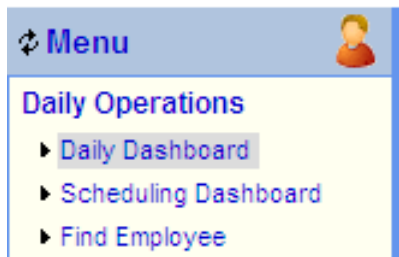 Menu
Daily Operations
Daily Dashboard
Scheduling Dashboard
Find Employee